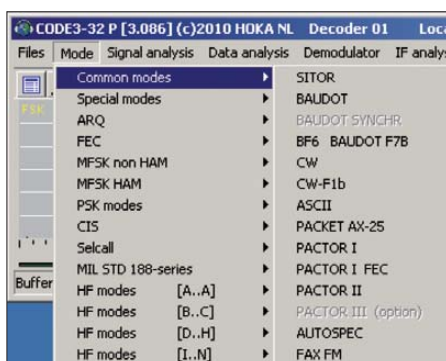 CODE3-32 P [3.086] (c)2010 HOKA NL Decoder 01 Loca
Files Mode Signal analysis Data analysis Demodulator IF analys
Common modes
Special modes
ARQ
FEC
MFSK non HAM
MFSK HAM
PSK modes
CIS
Selcall
MIL STD 188-series
HF modes [A..A]
HF modes [B..C]
HF modes [D..H]
HF modes [I..N]
SITOR
BAUDOT
BAUDOT SYNCHR
BF6 BAUDOT F7B
CW
CW-F1b
ASCII
PACKET AX-25
PACTOR I
PACTOR I FEC
PACTOR II
PACTOR III (option)
AUTOSPEC
FAX FM
FSK
Buffer